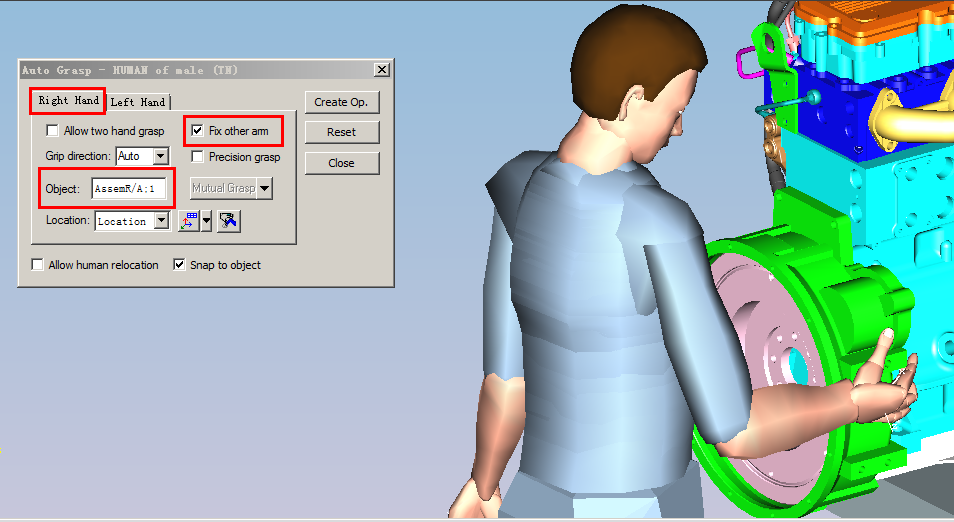 Auto Grasp - HUMAN of male (TN)
Right Hand
Left Hand
Create Op.
Allow two hand grasp
Fix other arm
Reset
Grip direction: Auto
Precision grasp
Close
Object: AssemR/A:1
Mutual Grasp
Location: Location
Allow human relocation
Snap to object